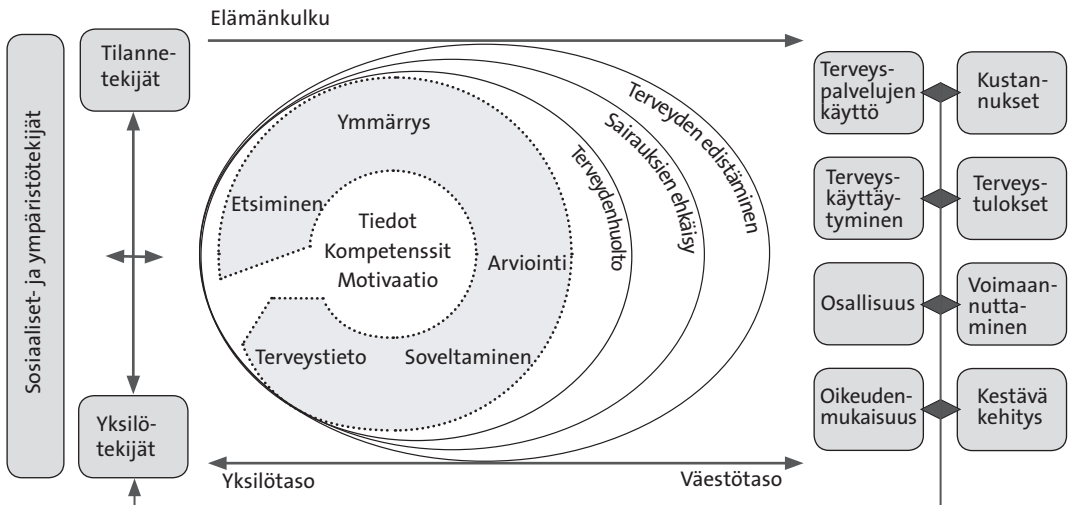 Elämänkulku
Sosiaaliset- ja ympäristötekijät
Tilanne-
tekijät
Yksilö-
tekijät
Ymmärrys
Etsiminen
Tiedot
Kompetenssit
Motivaatio
Arviointi
Terveystieto
Soveltaminen
Terveydenhuolto
Sairauksien ehkäisy
Terveyden edistäminen
Yksilötaso
Väestötaso
Terveys-
palvelujen
käyttö
Kustan-
nukset
Terveys-
käyttäy-
tyminen
Terveys-
tulokset
Osallisuus
Voimaan-
nutta-
minen
Oikeuden-
mukaisuus
Kestävä
kehitys